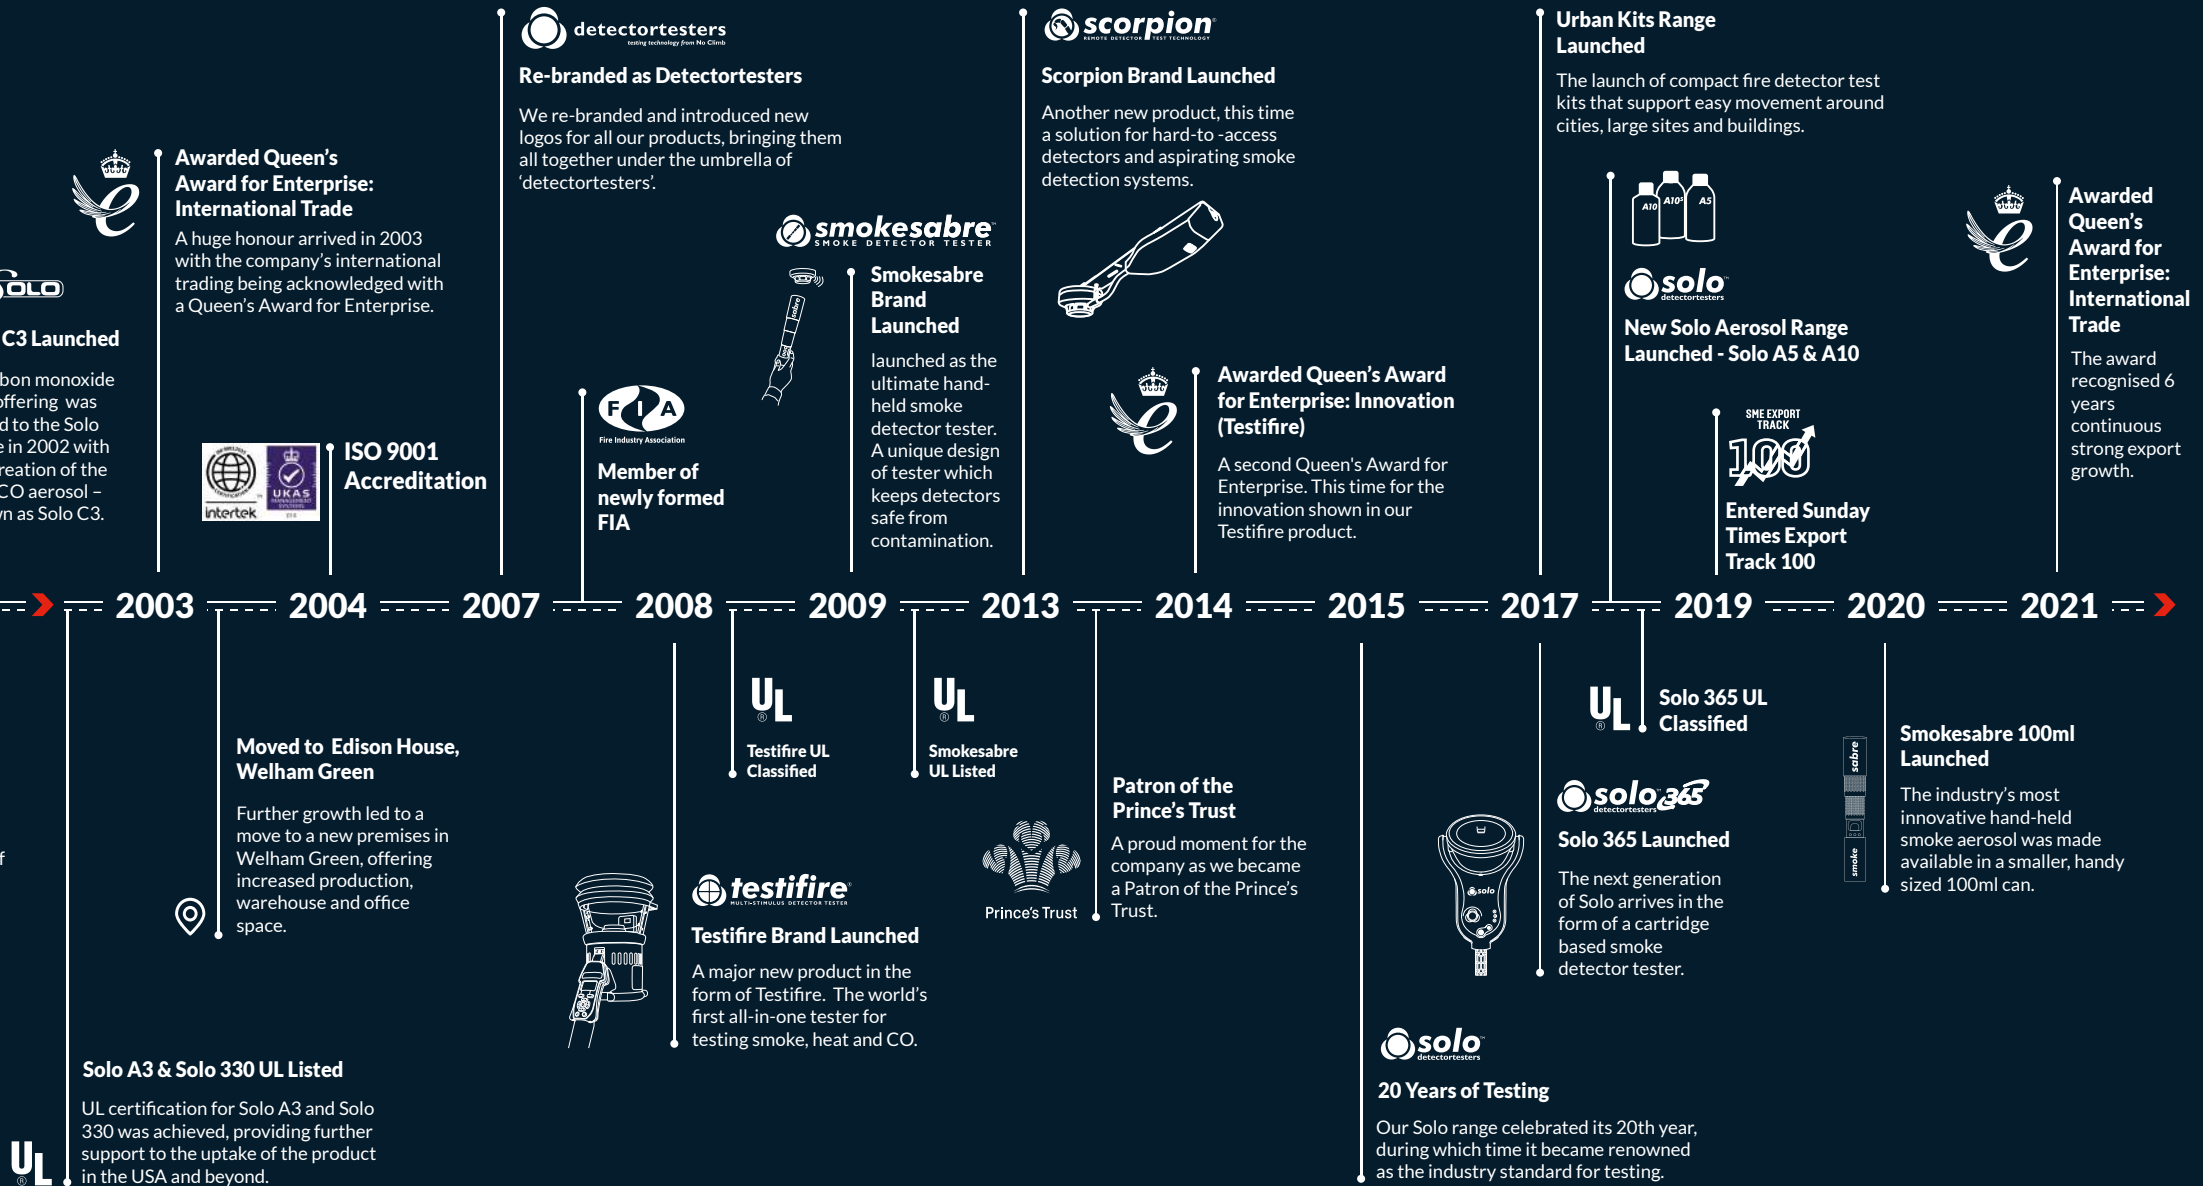 detectortesters
testing technology from No Climb
Re-branded as Detectortesters
We re-branded and introduced new
logos for all our products, bringing them
all together under the umbrella of
‘detectortesters’.
scorpion
REMOTE DETECTOR TEST TECHNOLOGY
Scorpion Brand Launched
Another new product, this time
a solution for hard-to -access
detectors and aspirating smoke
detection systems.
Urban Kits Range
Launched
The launch of compact fire detector test
kits that support easy movement around
cities, large sites and buildings.
Awarded Queen’s
Award for Enterprise:
International Trade
A huge honour arrived in 2003
with the company’s international
trading being acknowledged with
a Queen’s Award for Enterprise.
SOLO
C3 Launched
bon monoxide
offering was
d to the Solo
e in 2002 with
reation of the
CO aerosol –
wn as Solo C3.
intertek
UKAS
MANAGEMENT
SYSTEMS
ISO 9001
Accreditation
FIA
Fire Industry Association
Member of
newly formed
FIA
smokesabre™
SMOKE DETECTOR TESTER
sabre
Smokesabre
Brand
Launched
launched as the
ultimate hand-
held smoke
detector tester.
A unique design
of tester which
keeps detectors
safe from
contamination.
Awarded Queen’s Award
for Enterprise: Innovation
(Testifire)
A second Queen's Award for
Enterprise. This time for the
innovation shown in our
Testifire product.
A10 A10S A5
solo™
detectortesters
New Solo Aerosol Range
Launched - Solo A5 & A10
SME EXPORT
TRACK
100
Entered Sunday
Times Export
Track 100
Awarded
Queen’s
Award for
Enterprise:
International
Trade
The award
recognised 6
years
continuous
strong export
growth.
2003 2004 2007 2008 2009 2013 2014 2015 2017 2019 2020 2021
f
UL
®
Solo A3 & Solo 330 UL Listed
UL certification for Solo A3 and Solo
330 was achieved, providing further
support to the uptake of the product
in the USA and beyond.
Moved to Edison House,
Welham Green
Further growth led to a
move to a new premises in
Welham Green, offering
increased production,
warehouse and office
space.
testifire
MULTI-STIMULUS DETECTOR TESTER
Testifire Brand Launched
A major new product in the
form of Testifire. The world’s
first all-in-one tester for
testing smoke, heat and CO.
UL
®
Testifire UL
Classified
UL
®
Smokesabre
UL Listed
Prince’s Trust
Patron of the
Prince’s Trust
A proud moment for the
company as we became
a Patron of the Prince’s
Trust.
solo
detectortesters
20 Years of Testing
Our Solo range celebrated its 20th year,
during which time it became renowned
as the industry standard for testing.
solo
solo 365
detectortesters
Solo 365 Launched
The next generation
of Solo arrives in the
form of a cartridge
based smoke
detector tester.
UL
®
Solo 365 UL
Classified
sabre
smoke
Smokesabre 100ml
Launched
The industry’s most
innovative hand-held
smoke aerosol was made
available in a smaller, handy
sized 100ml can.